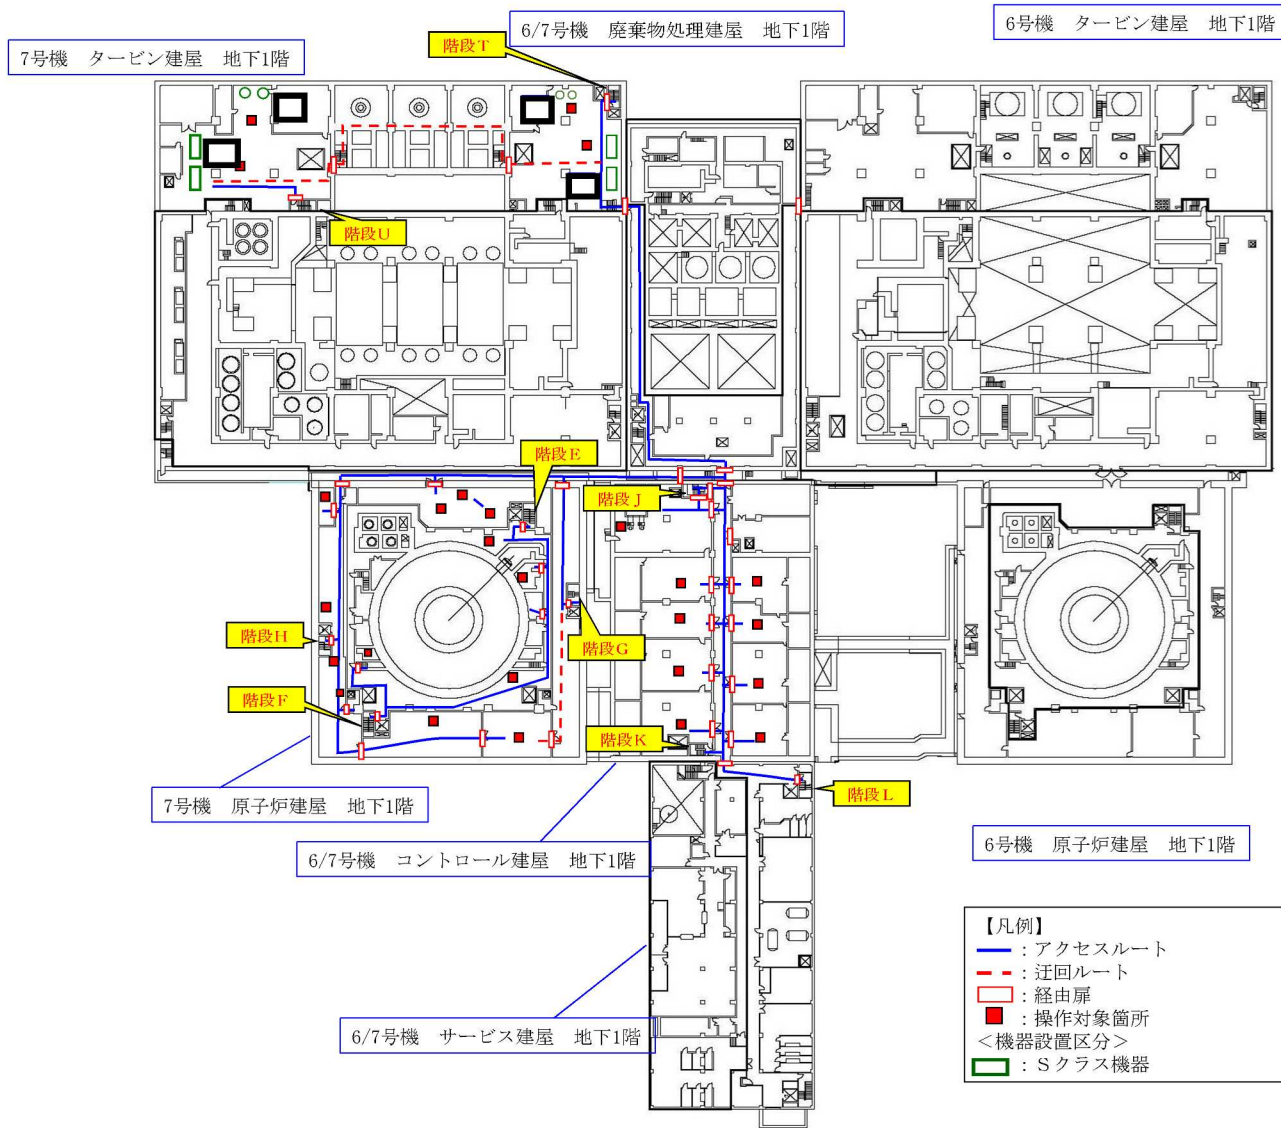 6/7号機　廃棄物処理建屋　地下1階
6号機　タービン建屋　地下1階
7号機　タービン建屋　地下1階
階段T
階段U
階段E
階段J
階段H
階段G
階段F
階段K
階段L
7号機　原子炉建屋　地下1階
6/7号機　コントロール建屋　地下1階
6号機　原子炉建屋　地下1階
6/7号機　サービス建屋　地下1階
【凡例】
：アクセスルート
：迂回ルート
：経由扉
：操作対象箇所
＜機器設置区分＞
：Sクラス機器